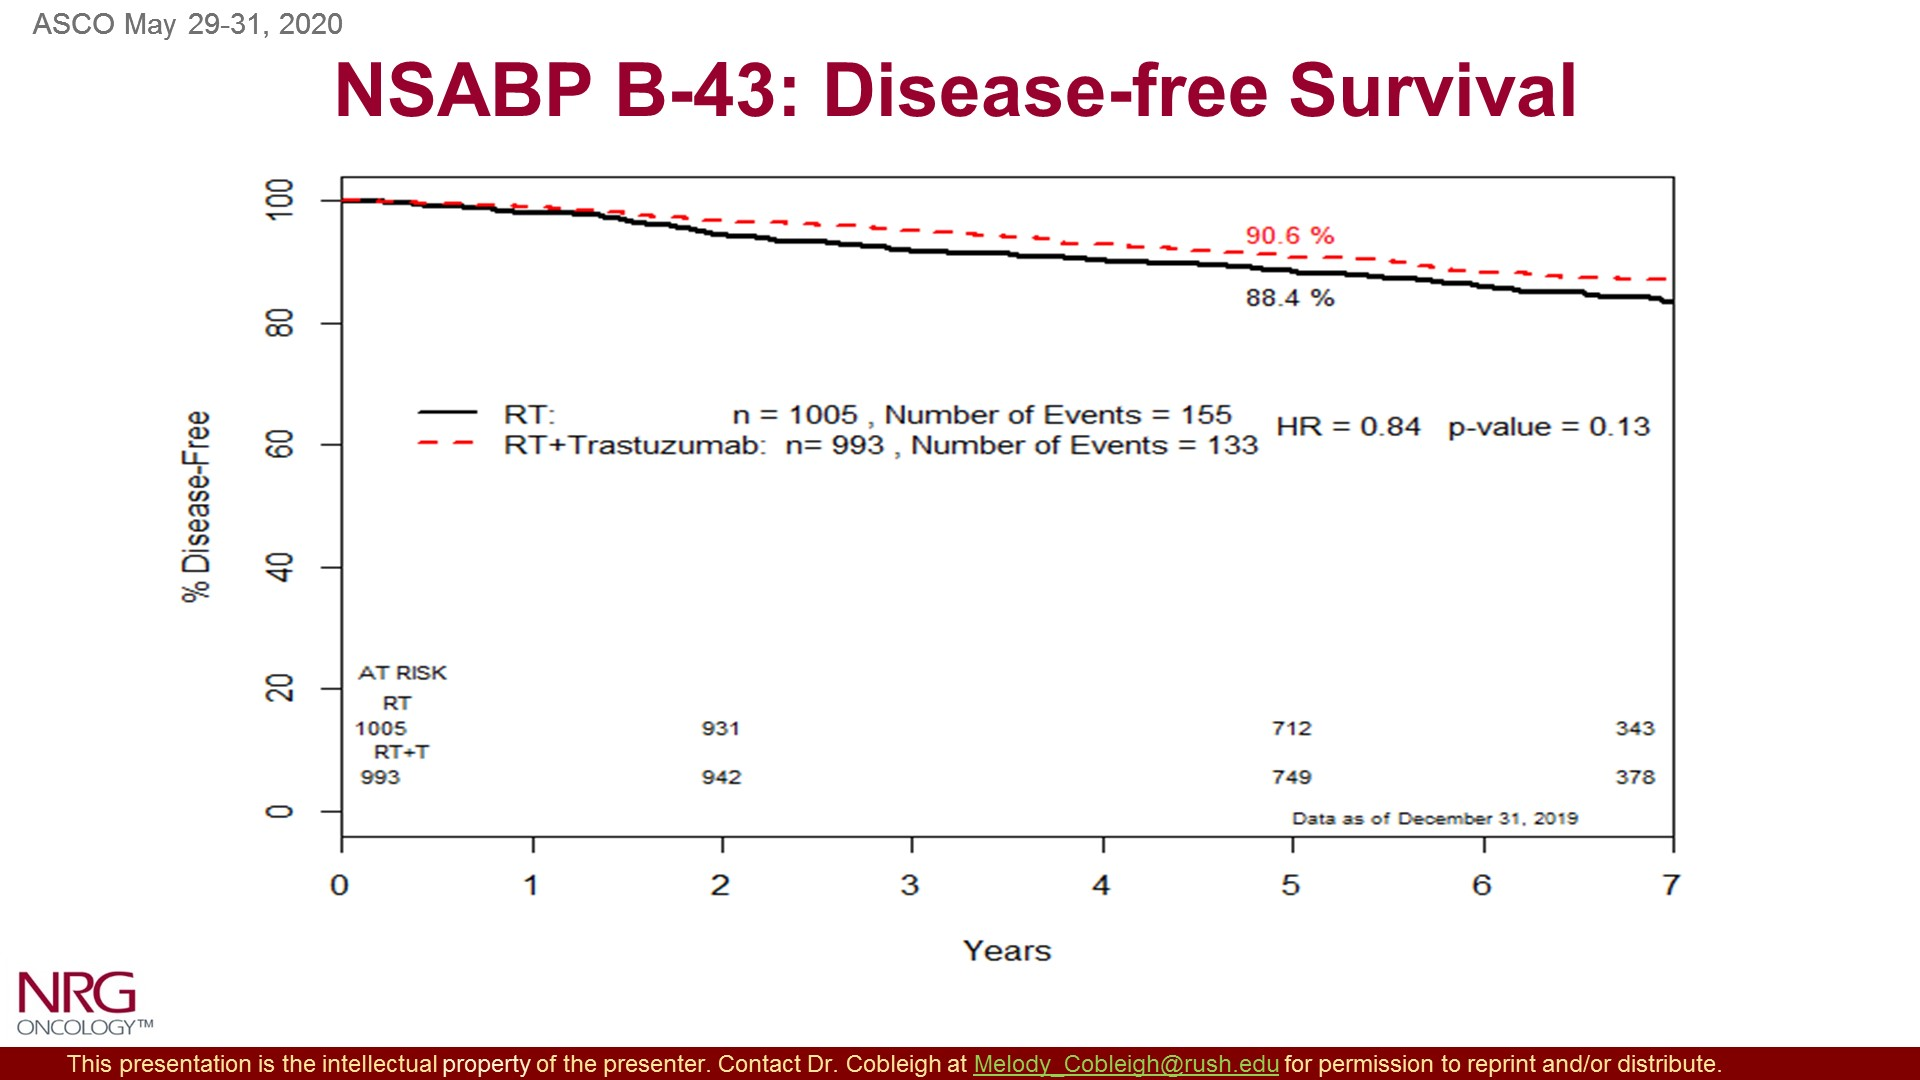 ASCO May 29-31, 2020
NSABP B-43: Disease-free Survival
100
80
60
40
20
0
% Disease-Free
90.6 %
88.4 %
RT: n = 1005 , Number of Events = 155
RT+Trastuzumab: n= 993 , Number of Events = 133
HR = 0.84 p-value = 0.13
AT RISK
RT
1005 931 712 343
RT+T
993 942 749 378
Data as of December 31, 2019
0 1 2 3 4 5 6 7
Years
NRG
ONCOLOGY™
This presentation is the intellectual property of the presenter. Contact Dr. Cobleigh at Melody_Cobleigh@rush.edu for permission to reprint and/or distribute.